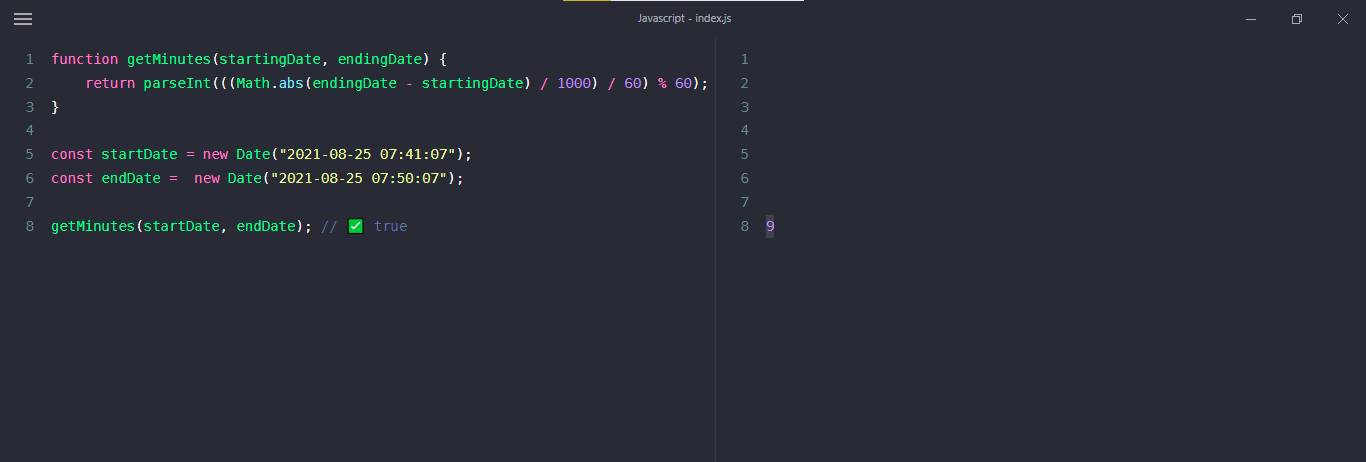 Javascript - index.js
1 function getMinutes(startingDate, endingDate) {
2     return parseInt(((Math.abs(endingDate - startingDate) / 1000) / 60) % 60);
3 }
4
5 const startDate = new Date("2021-08-25 07:41:07");
6 const endDate =  new Date("2021-08-25 07:50:07");
7
8 getMinutes(startDate, endDate); // ✅ true
1
2
3
4
5
6
7
8 9